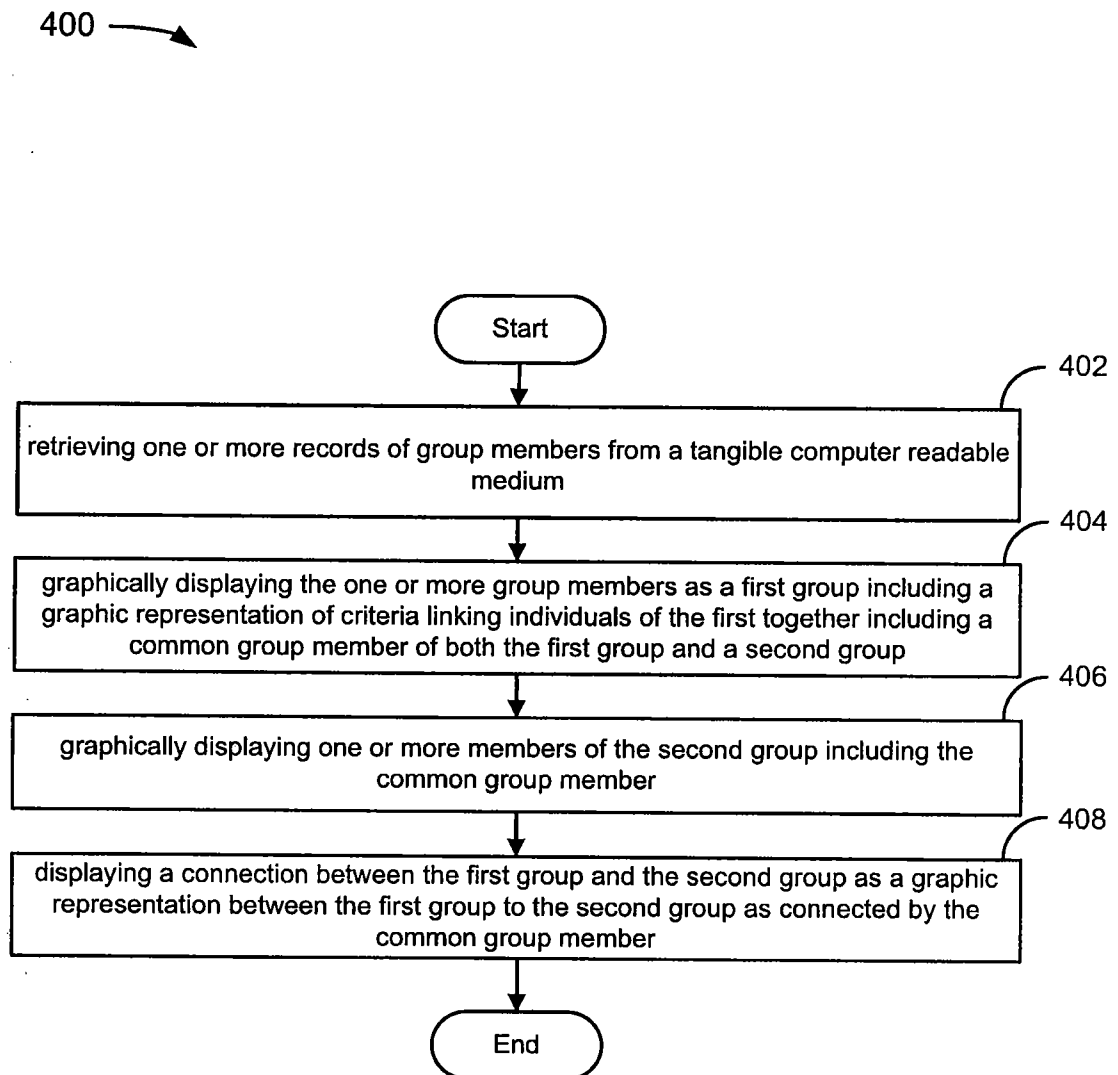 400
Start
402
retrieving one or more records of group members from a tangible computer readable
medium
404
graphically displaying the one or more group members as a first group including a
graphic representation of criteria linking individuals of the first together including a
common group member of both the first group and a second group
406
graphically displaying one or more members of the second group including the
common group member
408
displaying a connection between the first group and the second group as a graphic
representation between the first group to the second group as connected by the
common group member
End